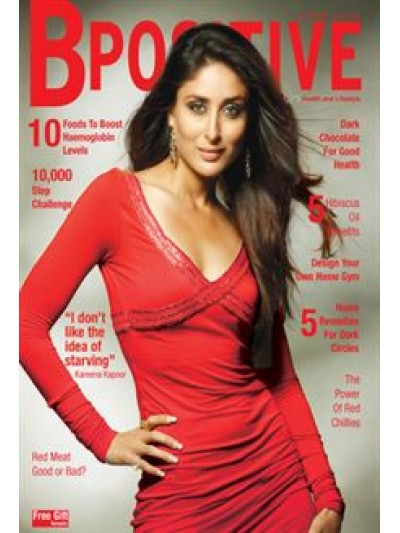 BPOSITIVE
Health and Lifestyle
10 Foods To Boost
Haemoglobin
Levels
10,000
Step
Challenge
Dark
Chocolate
For Good
Health
5 Hibiscus
Oil
Benefits
Design Your
Own Home Gym
5 Home
Remedies
For Dark
Circles
"I don't
like the
idea of
starving"
Kareena Kapoor
The
Power
Of Red
Chillies
Red Meat
Good or Bad?
Free Gift